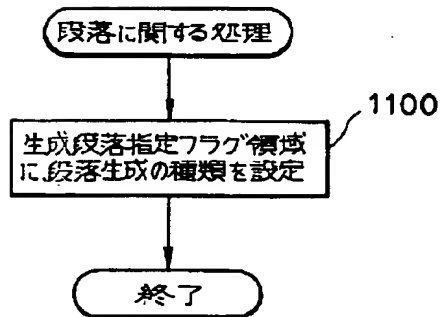 段落に関する処理
1100
生成段落指定フラグ領域
に、段落生成の種類を設定
終了